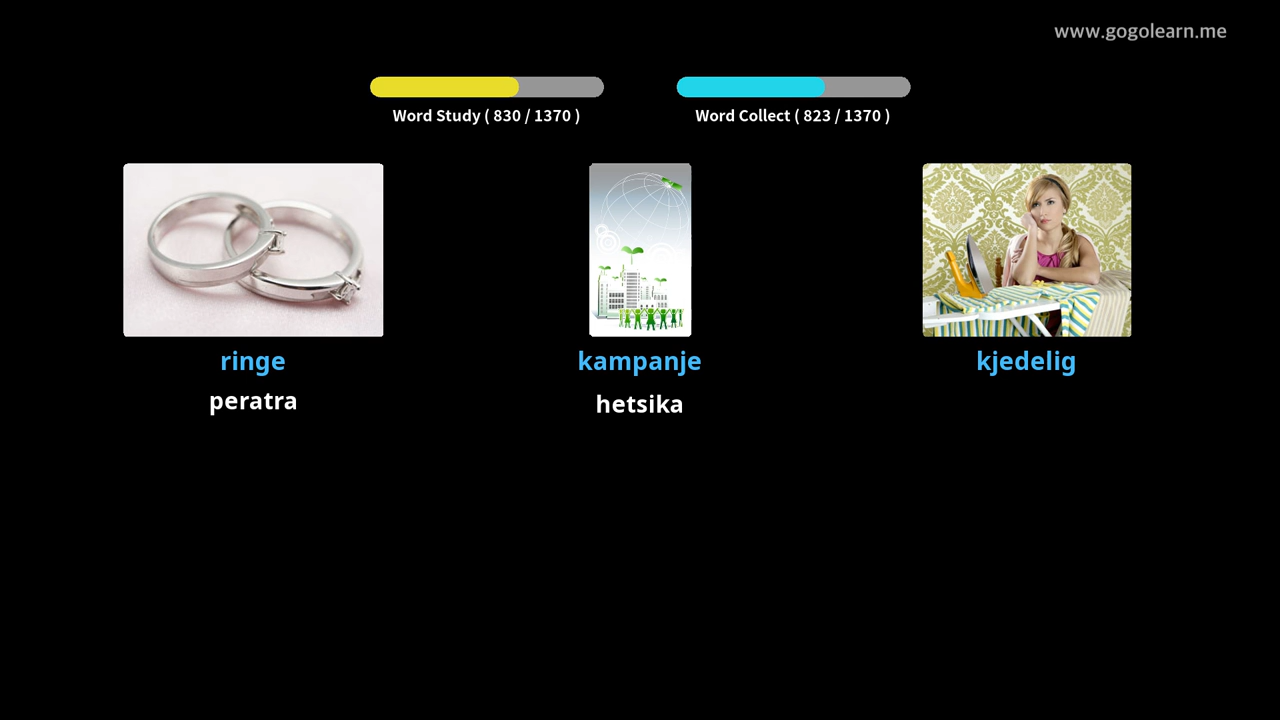 www.gogolearn.me
Word Study ( 830 / 1370 )
Word Collect ( 823 / 1370 )
ringe
kampanje
kjedelig
peratra
hetsika